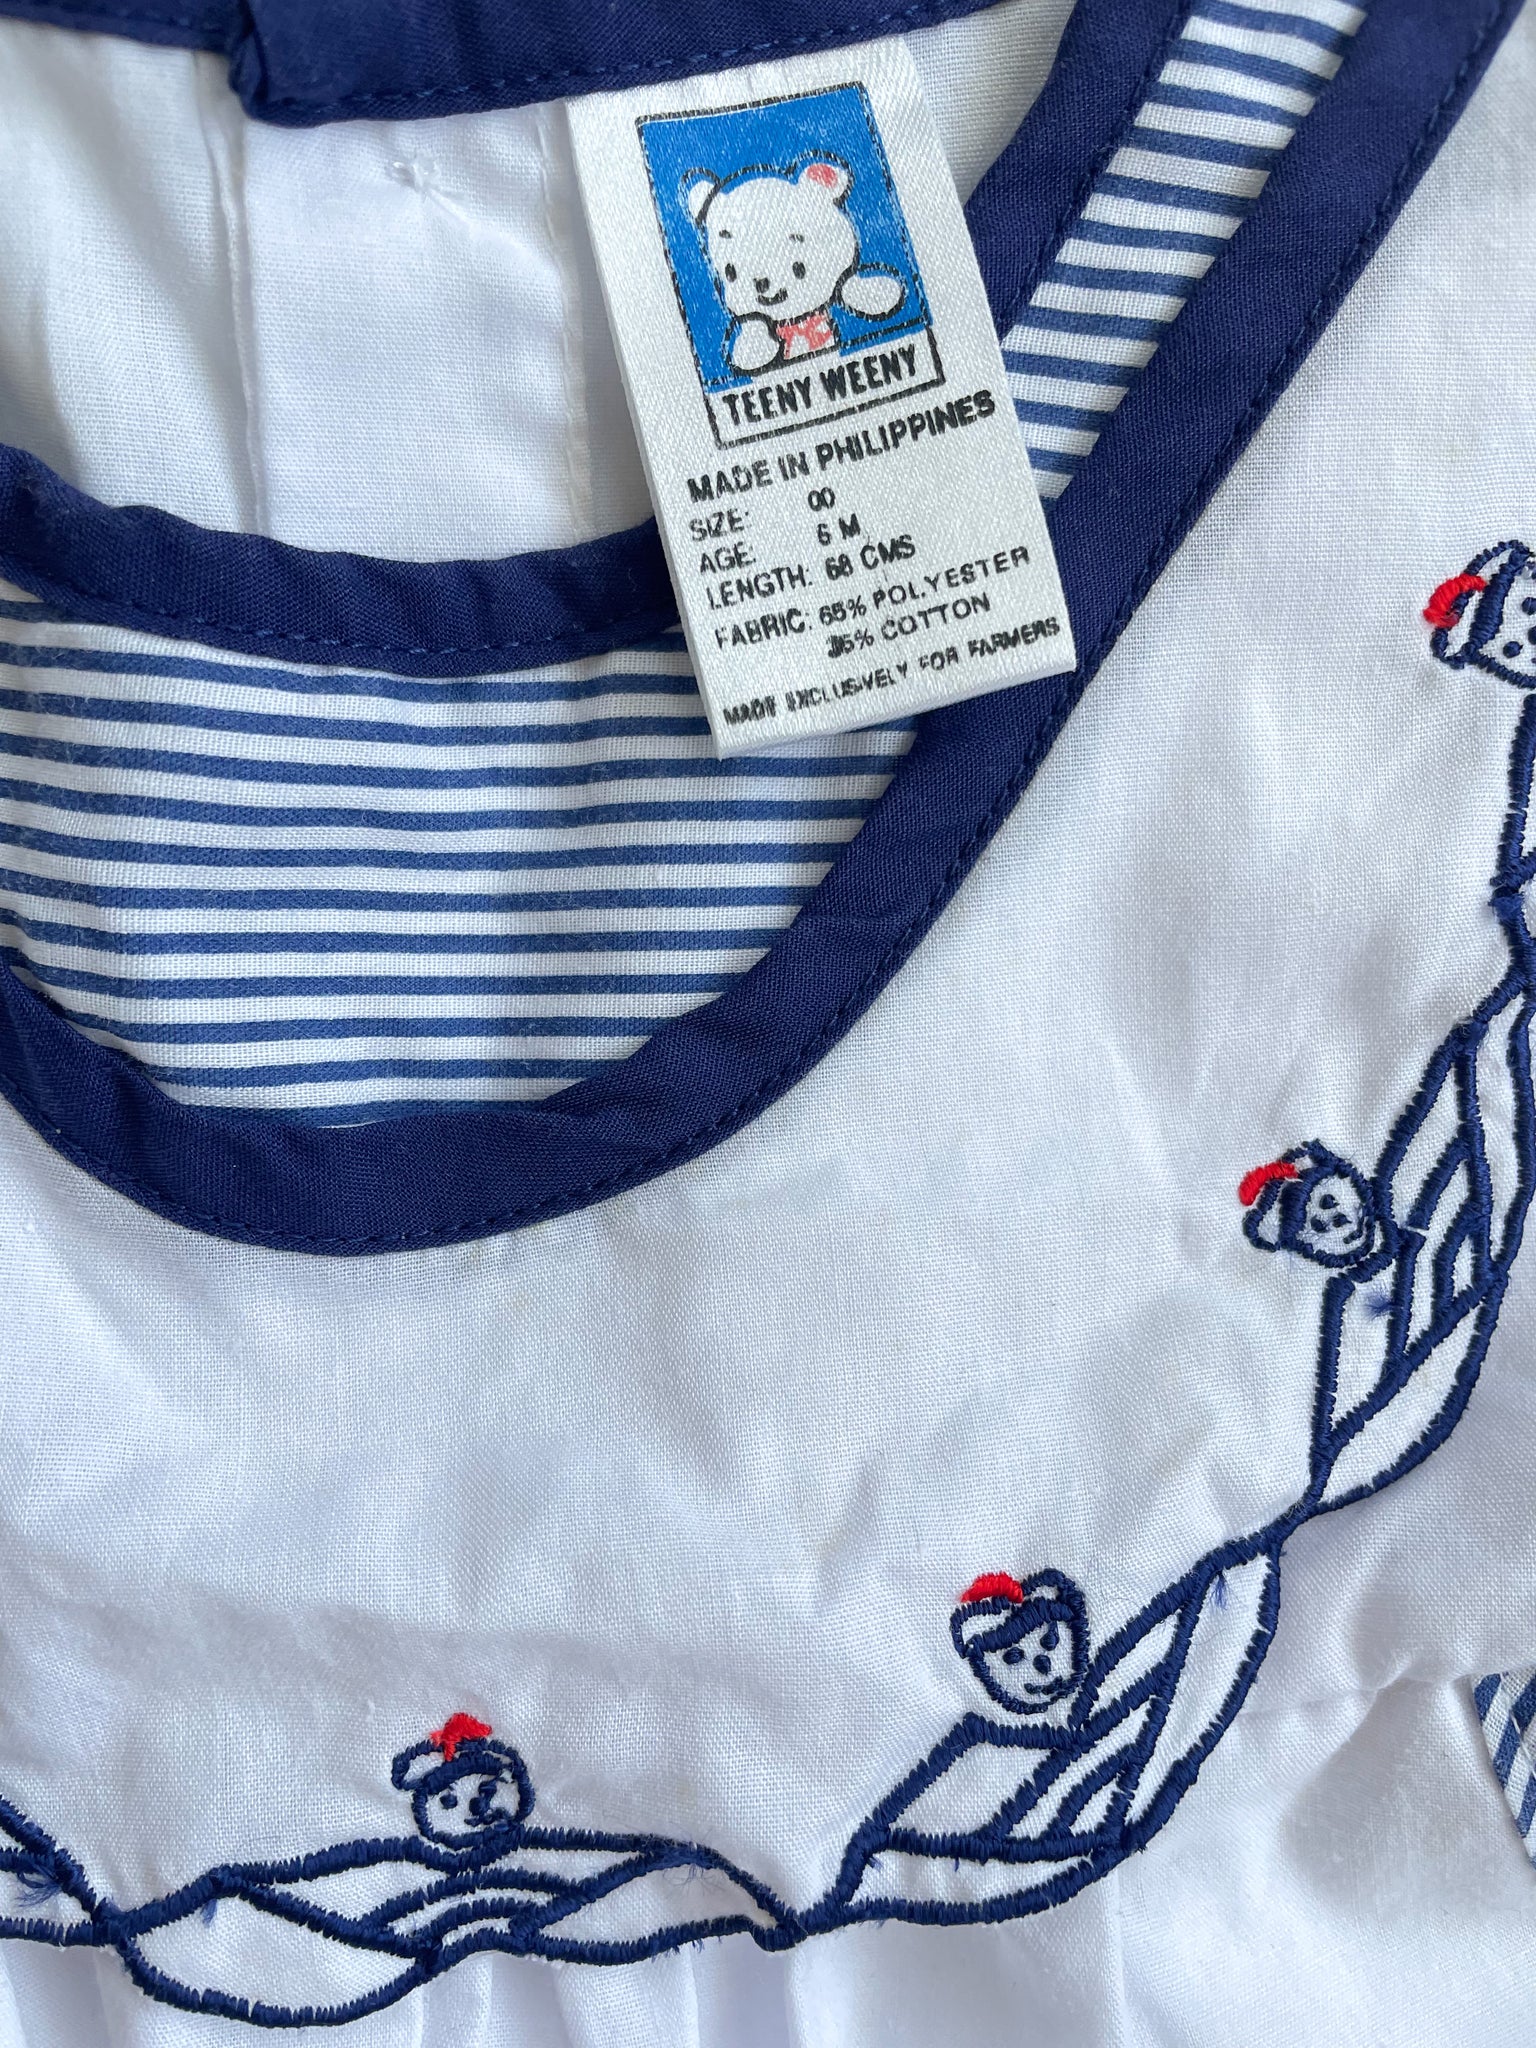 TEENY WEENY
MADE IN PHILIPPINES
SIZE: 00
AGE: 6 M
LENGTH: 68 CMS
FABRIC: 65% POLYESTER
35% COTTON
MADE EXCLUSIVELY FOR FARMERS